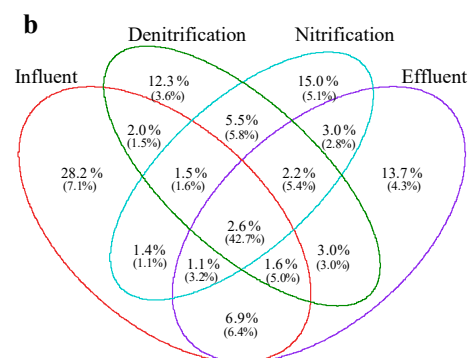 b
Denitrification Nitrification
Influent Effluent
12.3% 15.0%
(3.6%) (5.1%)
5.5%
(5.8%)
2.0% 3.0%
(1.5%) (2.8%)
28.2% 1.5% 2.2% 13.7%
(7.1%) (1.6%) (5.4%) (4.3%)
2.6%
(42.7%)
1.4% 3.0%
(1.1%) (3.0%)
1.1% 1.6%
(3.2%) (5.0%)
6.9%
(6.4%)